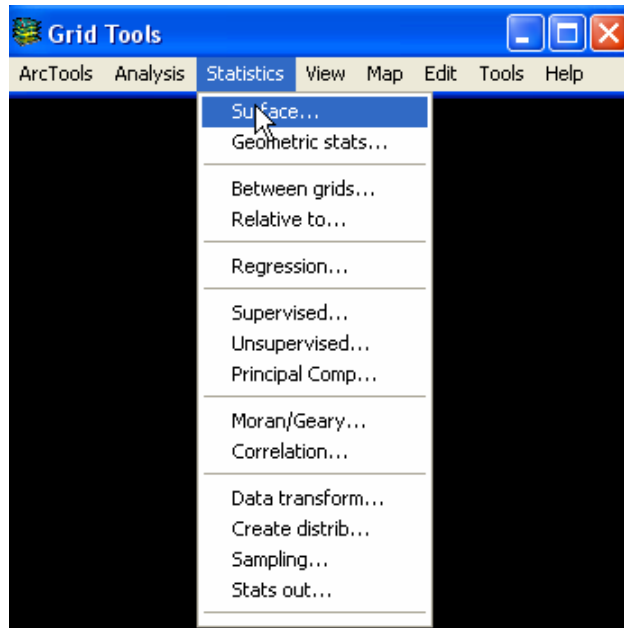 Grid Tools
ArcTools Analysis Statistics View Map Edit Tools Help
Surface...
Geometric stats...
Between grids...
Relative to...
Regression...
Supervised...
Unsupervised...
Principal Comp...
Moran/Geary...
Correlation...
Data transform...
Create distrib...
Sampling...
Stats out...